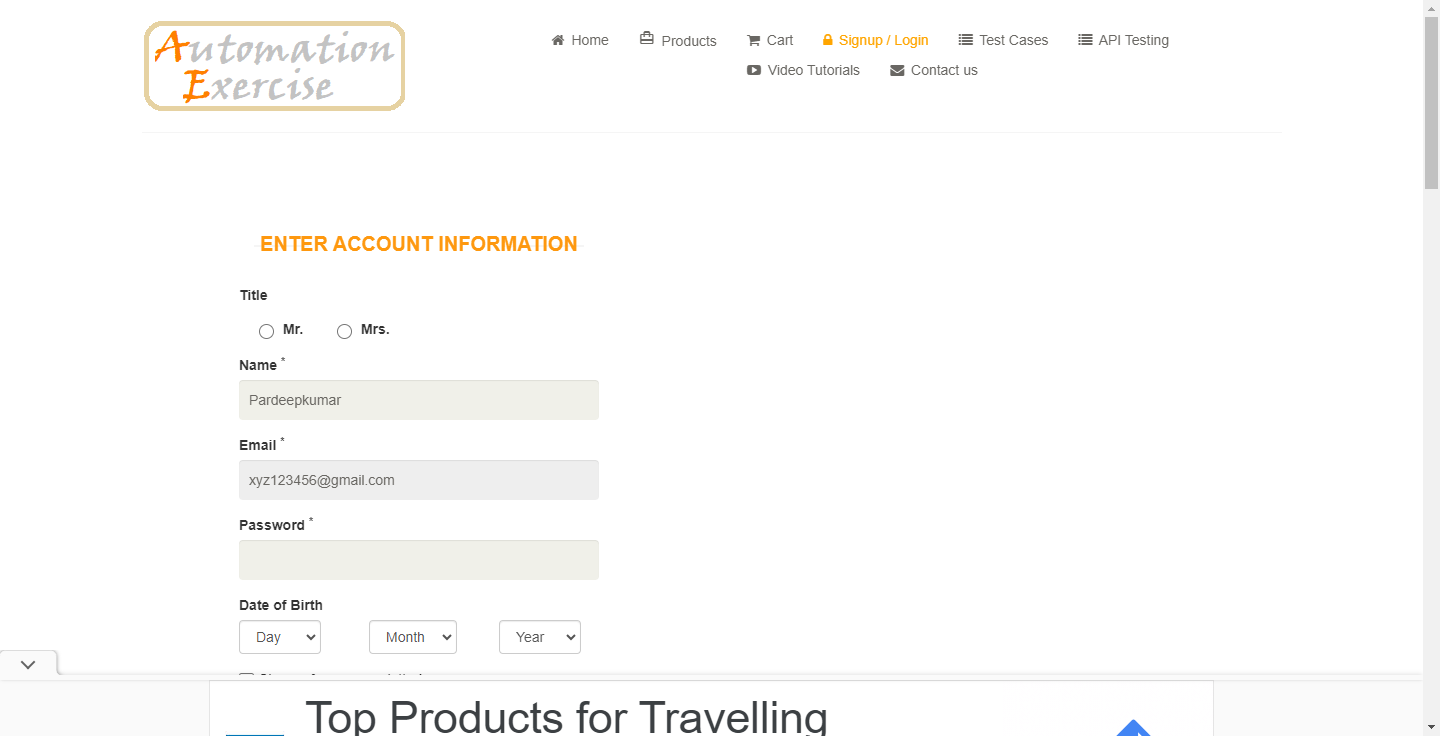 Automation
Exercise
Home
Products
Cart
Signup / Login
Test Cases
API Testing
Video Tutorials
Contact us
ENTER ACCOUNT INFORMATION
Title
Mr.
Mrs.
Name *
Pardeepkumar
Email *
xyz123456@gmail.com
Password *
Date of Birth
Day
Month
Year
Top Products for Travelling